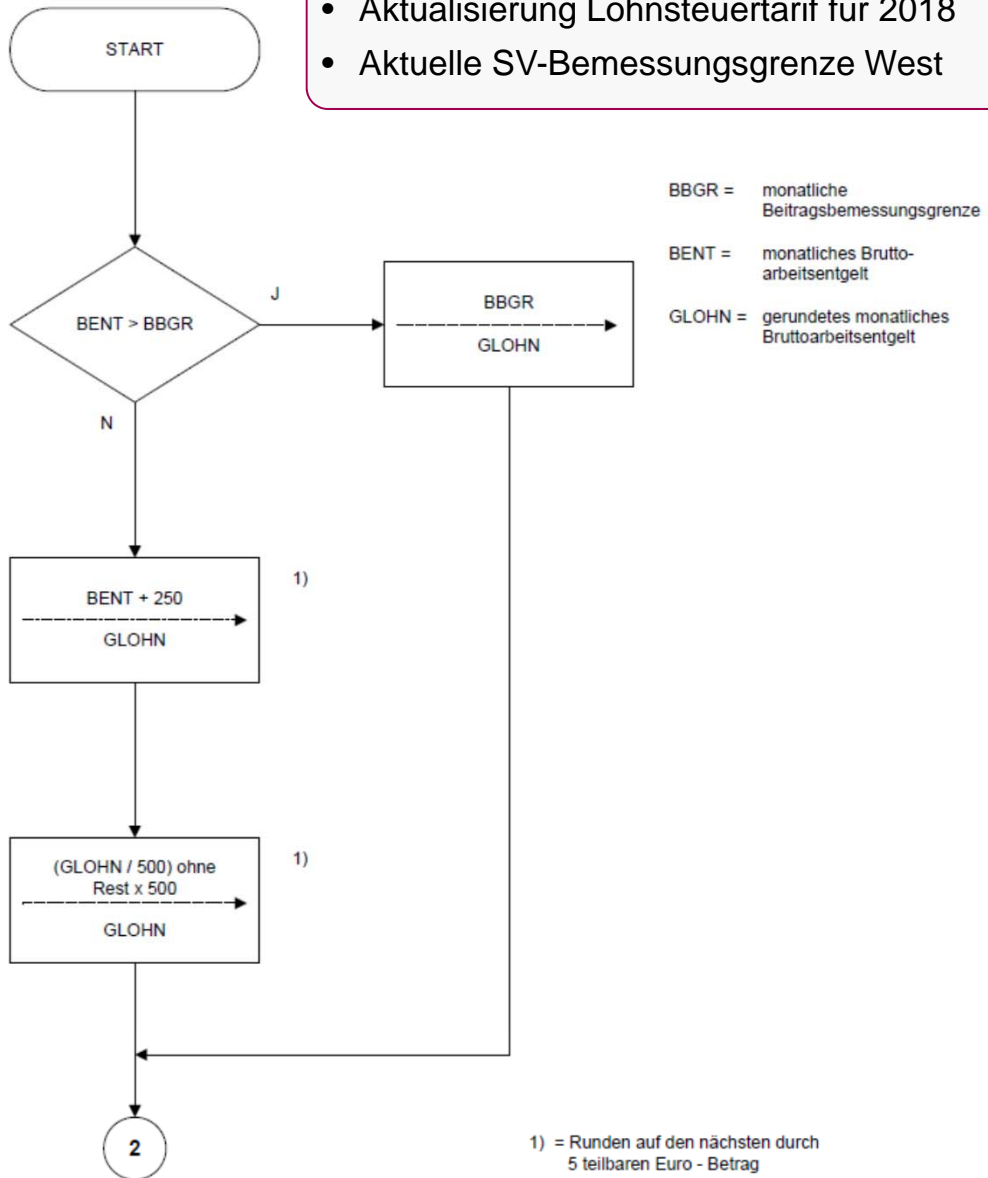 START
• Aktualisierung Lohnsteuertarif für 2018
• Aktuelle SV-Bemessungsgrenze West
BBGR = monatliche
Beitragsbemessungsgrenze
BENT = monatliches Brutto-
arbeitsentgelt
GLOHN = gerundetes monatliches
Bruttoarbeitsentgelt
BENT > BBGR
J
BBGR
GLOHN
N
BENT + 250
GLOHN
1)
(GLOHN / 500) ohne
Rest x 500
GLOHN
1)
2
1) = Runden auf den nächsten durch
5 teilbaren Euro - Betrag